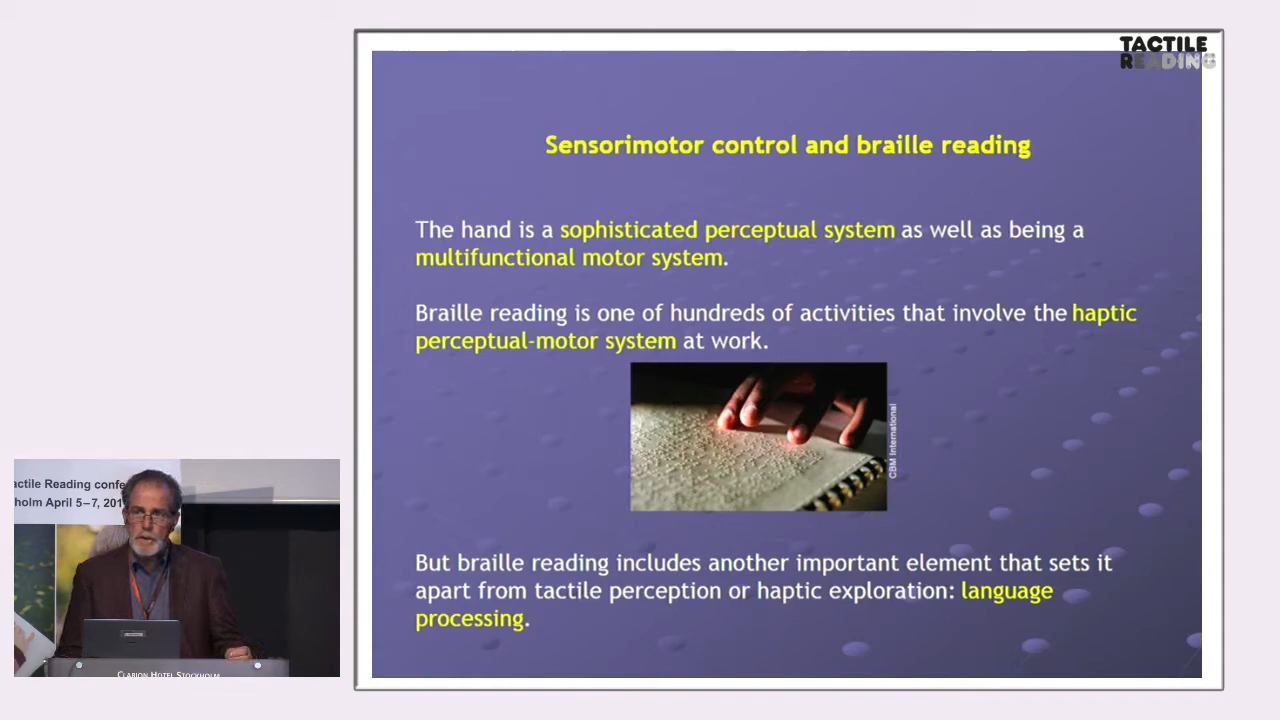 TACTILE
READING
Sensorimotor control and braille reading
The hand is a sophisticated perceptual system as well as being a
multifunctional motor system.
Braille reading is one of hundreds of activities that involve the haptic
perceptual-motor system at work.
CBM International
But braille reading includes another important element that sets it
apart from tactile perception or haptic exploration: language
processing.
actile Reading confe
holm April 5–7, 201
CLARION HOTEL STOCKHOLM